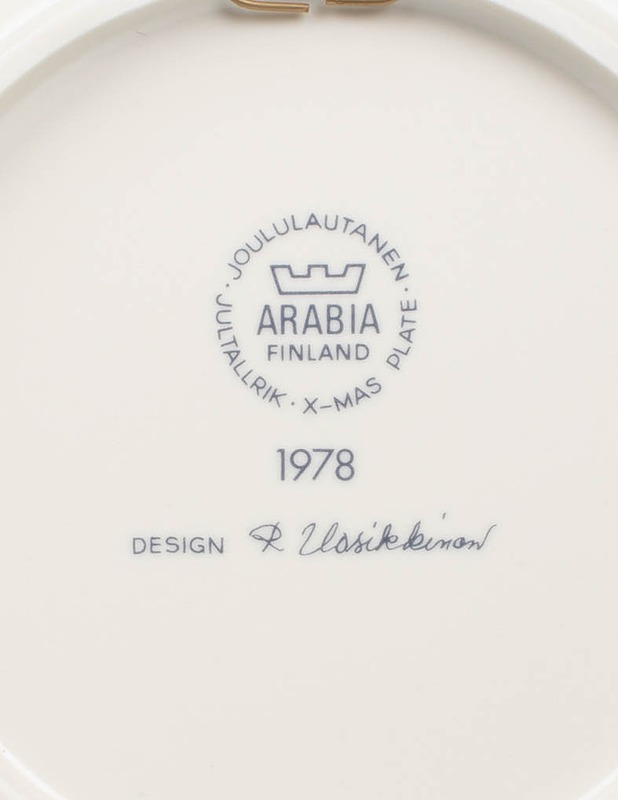 JOULULAUTANEN · X-MAS PLATE · JULTALLRIK ·
ARABIA
FINLAND
1978
DESIGN R Uosikkinen